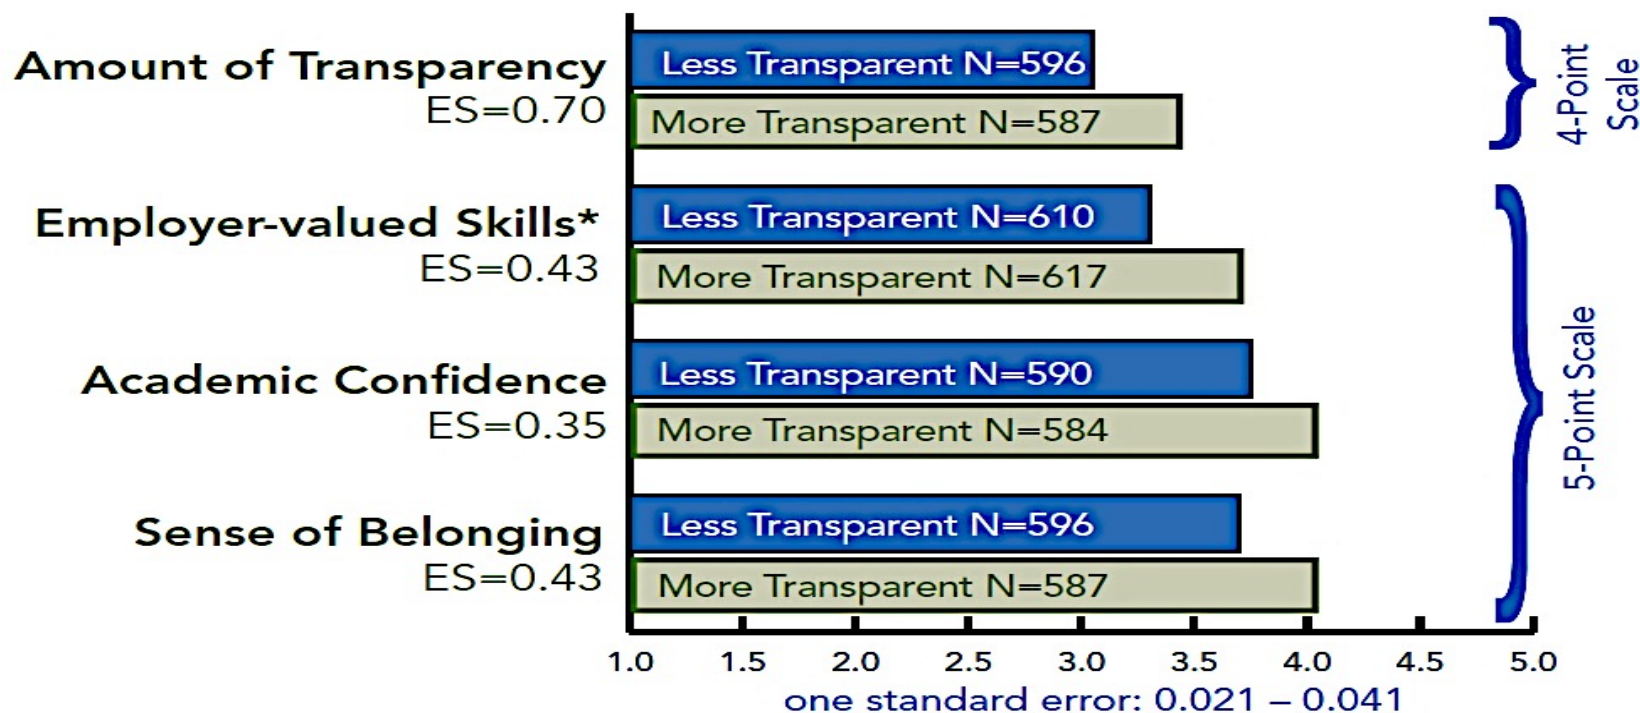 Amount of Transparency
ES=0.70
Less Transparent N=596
More Transparent N=587
4-Point
Scale
Employer-valued Skills*
ES=0.43
Less Transparent N=610
More Transparent N=617
Academic Confidence
ES=0.35
Less Transparent N=590
More Transparent N=584
5-Point Scale
Sense of Belonging
ES=0.43
Less Transparent N=596
More Transparent N=587
1.0 1.5 2.0 2.5 3.0 3.5 4.0 4.5 5.0
one standard error: 0.021 – 0.041